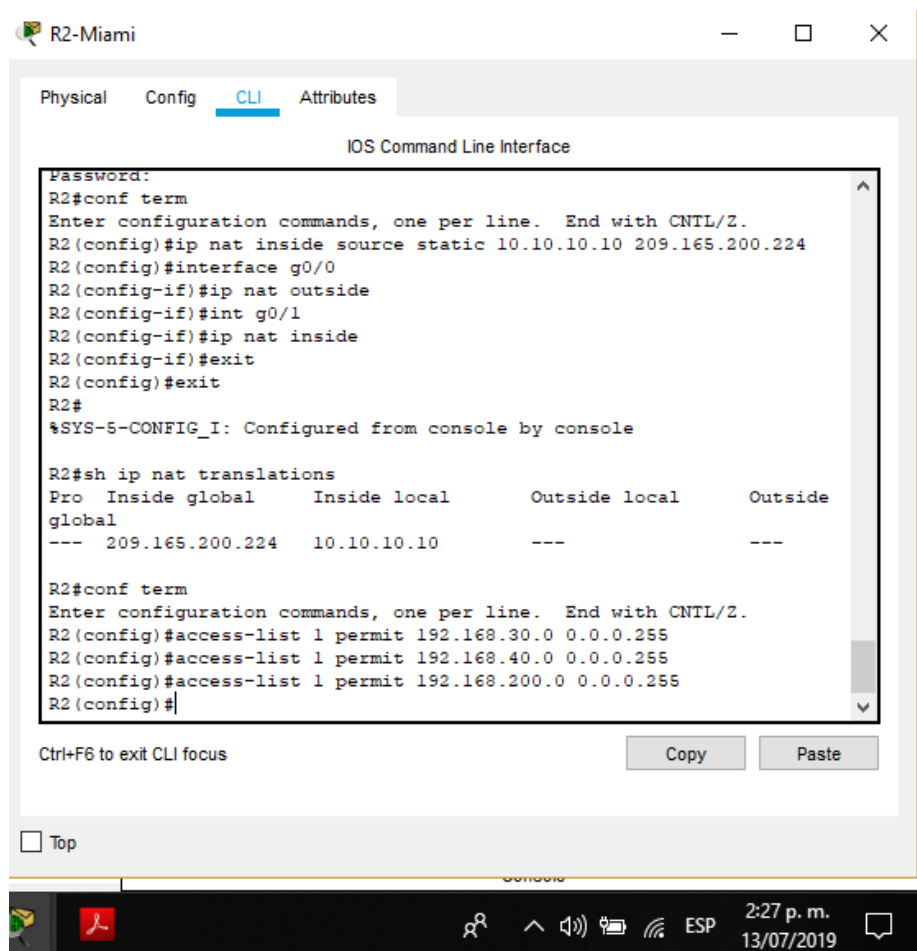 R2-Miami
Physical Config CLI Attributes
IOS Command Line Interface
Password:
R2#conf term
Enter configuration commands, one per line.  End with CNTL/Z.
R2(config)#ip nat inside source static 10.10.10.10 209.165.200.224
R2(config)#interface g0/0
R2(config-if)#ip nat outside
R2(config-if)#int g0/1
R2(config-if)#ip nat inside
R2(config-if)#exit
R2(config)#exit
R2#
%SYS-5-CONFIG_I: Configured from console by console
R2#sh ip nat translations
Pro  Inside global     Inside local       Outside local      Outside
global
---  209.165.200.224   10.10.10.10        ---                ---
R2#conf term
Enter configuration commands, one per line.  End with CNTL/Z.
R2(config)#access-list 1 permit 192.168.30.0 0.0.0.255
R2(config)#access-list 1 permit 192.168.40.0 0.0.0.255
R2(config)#access-list 1 permit 192.168.200.0 0.0.0.255
R2(config)#
Ctrl+F6 to exit CLI focus
Copy Paste
Top
ESP
2:27 p. m.
13/07/2019